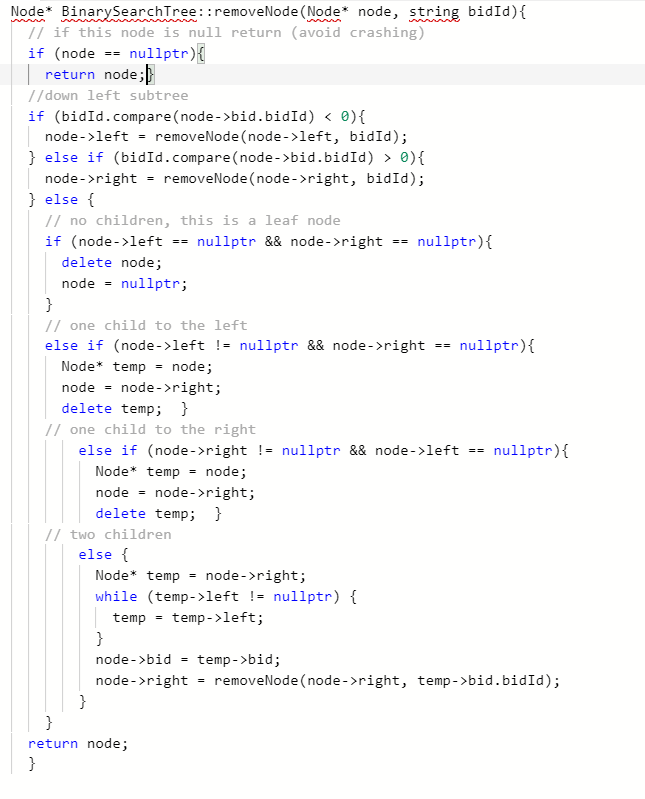 Node* BinarySearchTree::removeNode(Node* node, string bidId){
// if this node is null return (avoid crashing)
if (node == nullptr){
return node;}
//down left subtree
if (bidId.compare(node->bid.bidId) < 0){
node->left = removeNode(node->left, bidId);
} else if (bidId.compare(node->bid.bidId) > 0){
node->right = removeNode(node->right, bidId);
} else {
// no children, this is a leaf node
if (node->left == nullptr && node->right == nullptr){
delete node;
node = nullptr;
}
// one child to the left
else if (node->left != nullptr && node->right == nullptr){
Node* temp = node;
node = node->right;
delete temp;  }
// one child to the right
else if (node->right != nullptr && node->left == nullptr){
Node* temp = node;
node = node->right;
delete temp;  }
// two children
else {
Node* temp = node->right;
while (temp->left != nullptr) {
temp = temp->left;
}
node->bid = temp->bid;
node->right = removeNode(node->right, temp->bid.bidId);
}
}
return node;
}